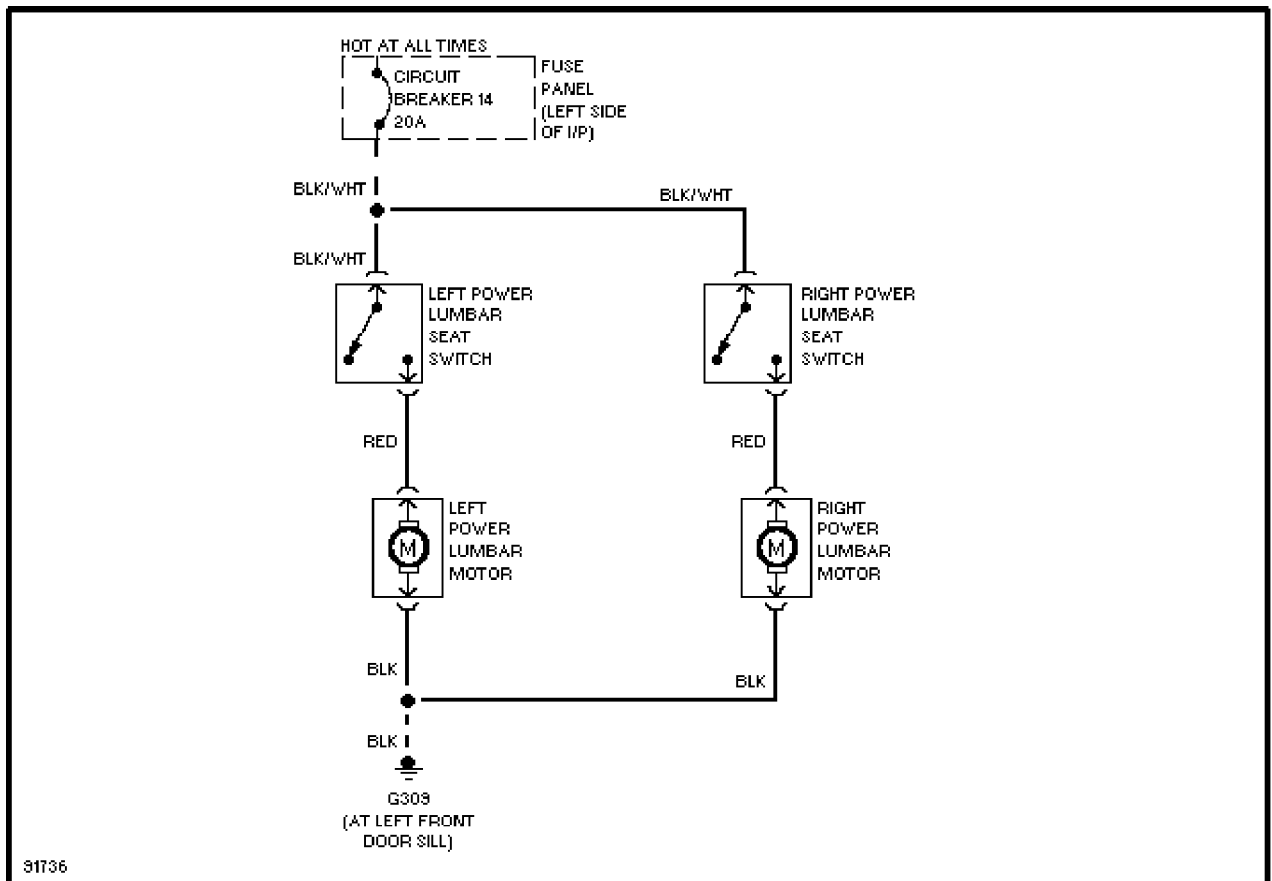 HOT AT ALL TIMES
CIRCUIT
BREAKER 14
20A
FUSE
PANEL
(LEFT SIDE
OF I/P)
BLK/WHT
BLK/WHT
BLK/WHT
LEFT POWER
LUMBAR
SEAT
SWITCH
RIGHT POWER
LUMBAR
SEAT
SWITCH
RED
RED
LEFT
POWER
LUMBAR
MOTOR
M
RIGHT
POWER
LUMBAR
MOTOR
M
BLK
BLK
BLK
G309
(AT LEFT FRONT
DOOR SILL)
91736